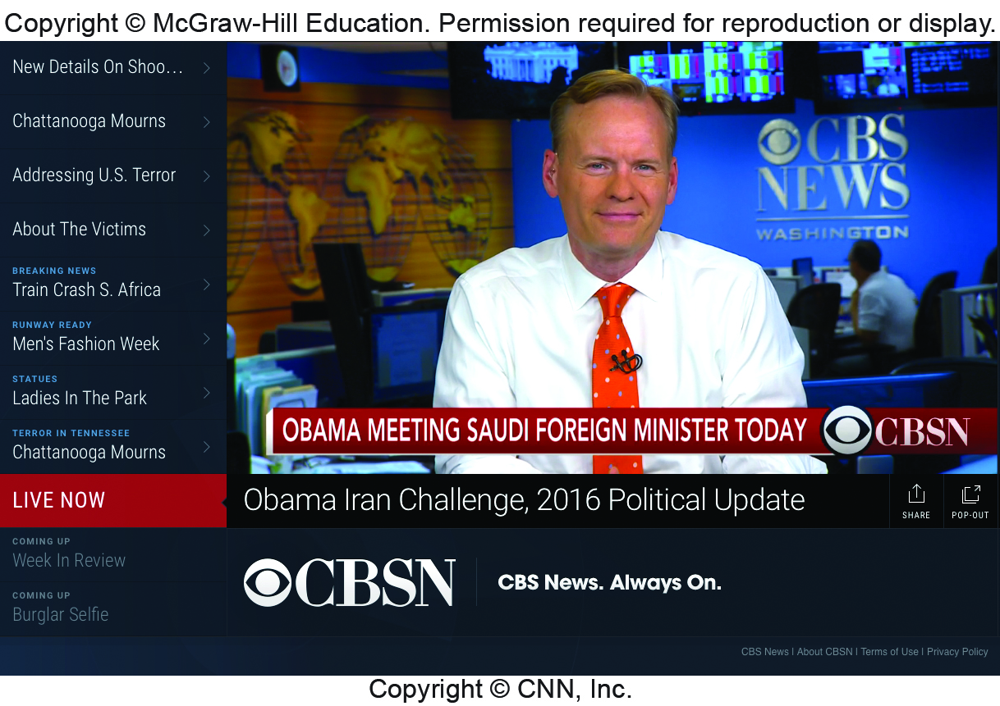 Copyright © McGraw-Hill Education. Permission required for reproduction or display.
New Details On Shoo...
Chattanooga Mourns
Addressing U.S. Terror
About The Victims
BREAKING NEWS
Train Crash S. Africa
RUNWAY READY
Men's Fashion Week
STATUES
Ladies In The Park
TERROR IN TENNESSEE
Chattanooga Mourns
LIVE NOW
COMING UP
Week In Review
COMING UP
Burglar Selfie
CBS
NEWS
WASHINGTON
OBAMA MEETING SAUDI FOREIGN MINISTER TODAY
CBSN
Obama Iran Challenge, 2016 Political Update
SHARE
POP-OUT
CBSN
CBS News. Always On.
CBS News | About CBSN | Terms of Use | Privacy Policy
Copyright © CNN, Inc.